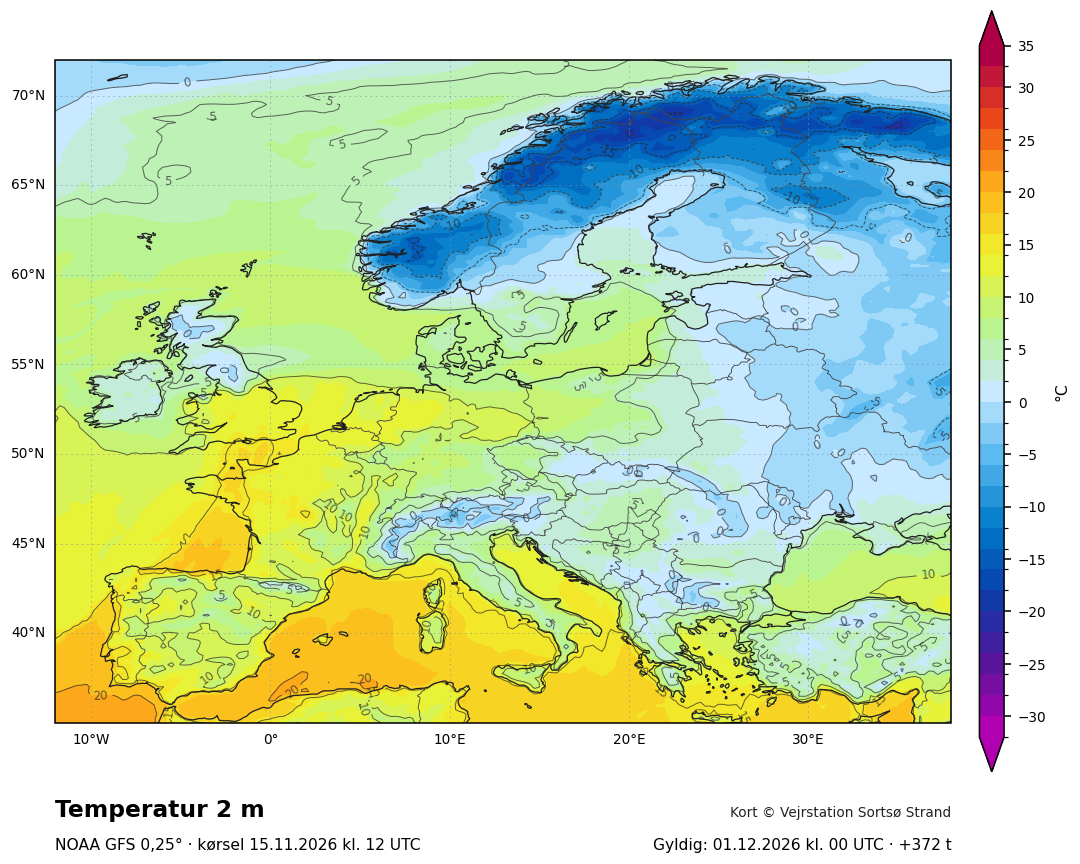 70°N
65°N
60°N
55°N
50°N
45°N
40°N
10°W 0° 10°E 20°E 30°E
35
30
25
20
15
10
5
0
−5
−10
−15
−20
−25
−30
°C
Temperatur 2 m
Kort © Vejrstation Sortsø Strand
NOAA GFS 0,25° · kørsel 15.11.2026 kl. 12 UTC
Gyldig: 01.12.2026 kl. 00 UTC · +372 t